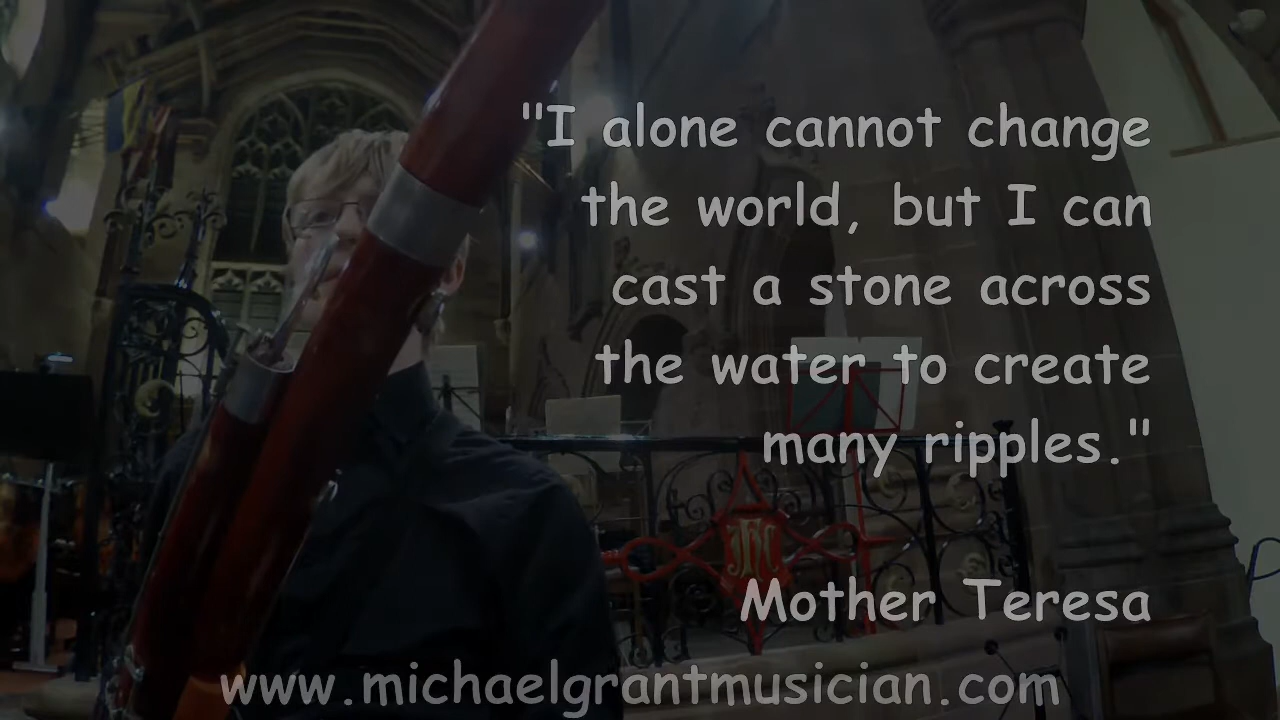 "I alone cannot change
the world, but I can
cast a stone across
the water to create
many ripples."
Mother Teresa
www.michaelgrantmusician.com